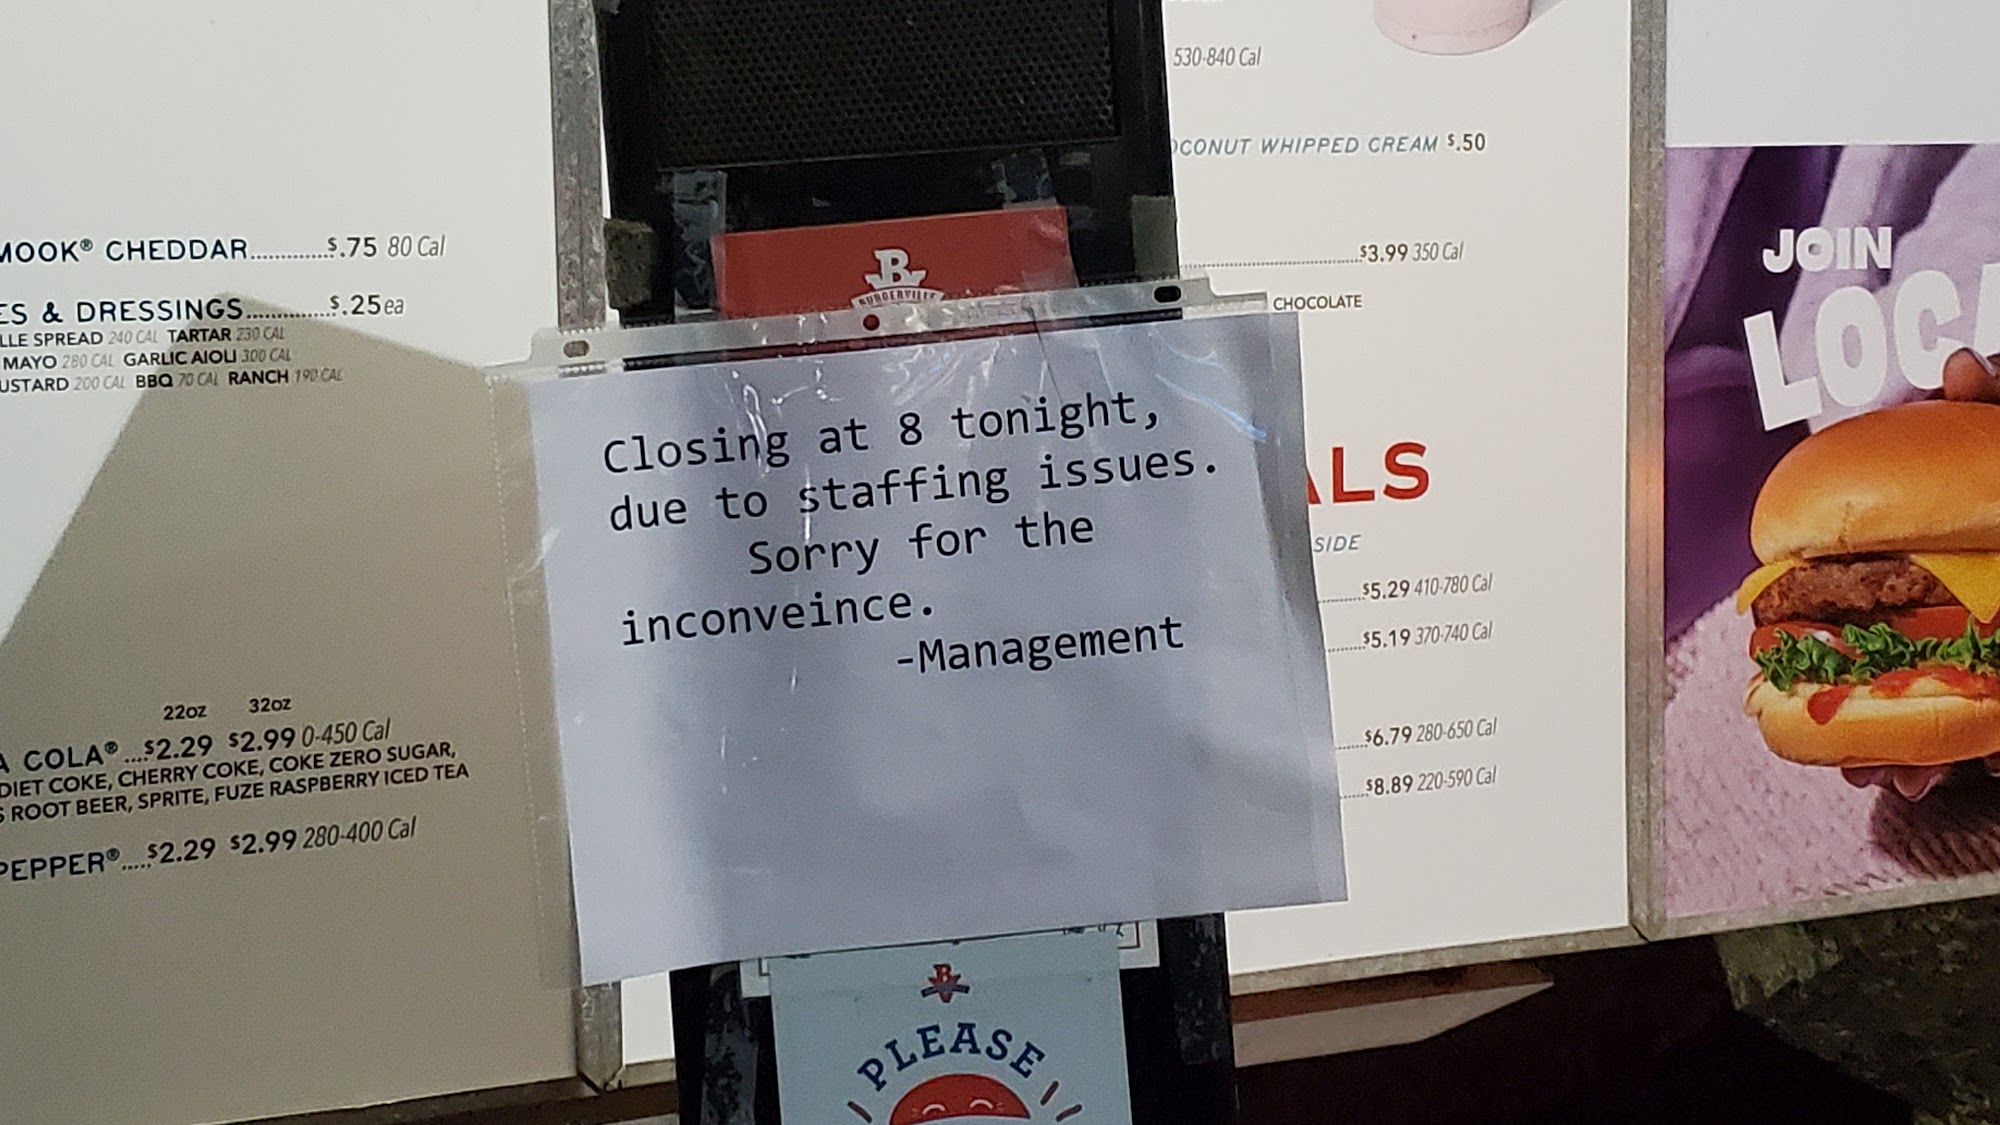 MOOK® CHEDDAR.............$.75 80 Cal
ES & DRESSINGS.............$.25ea
LLE SPREAD 240 CAL TARTAR 230 CAL
MAYO 280 CAL GARLIC AIOLI 300 CAL
USTARD 200 CAL BBQ 70 CAL RANCH 190 CAL
22oz 32oz
A COLA® ....$2.29 $2.99 0-450 Cal
DIET COKE, CHERRY COKE, COKE ZERO SUGAR,
S ROOT BEER, SPRITE, FUZE RASPBERRY ICED TEA
PEPPER®.....$2.29 $2.99 280-400 Cal
B
BURGERVILLE
Closing at 8 tonight,
due to staffing issues.
Sorry for the
inconveince.
-Management
B
PLEASE
530-840 Cal
OCONUT WHIPPED CREAM $.50
$3.99 350 Cal
CHOCOLATE
ALS
SIDE
$5.29 410-780 Cal
$5.19 370-740 Cal
$6.79 280-650 Cal
$8.89 220-590 Cal
JOIN
LOCA